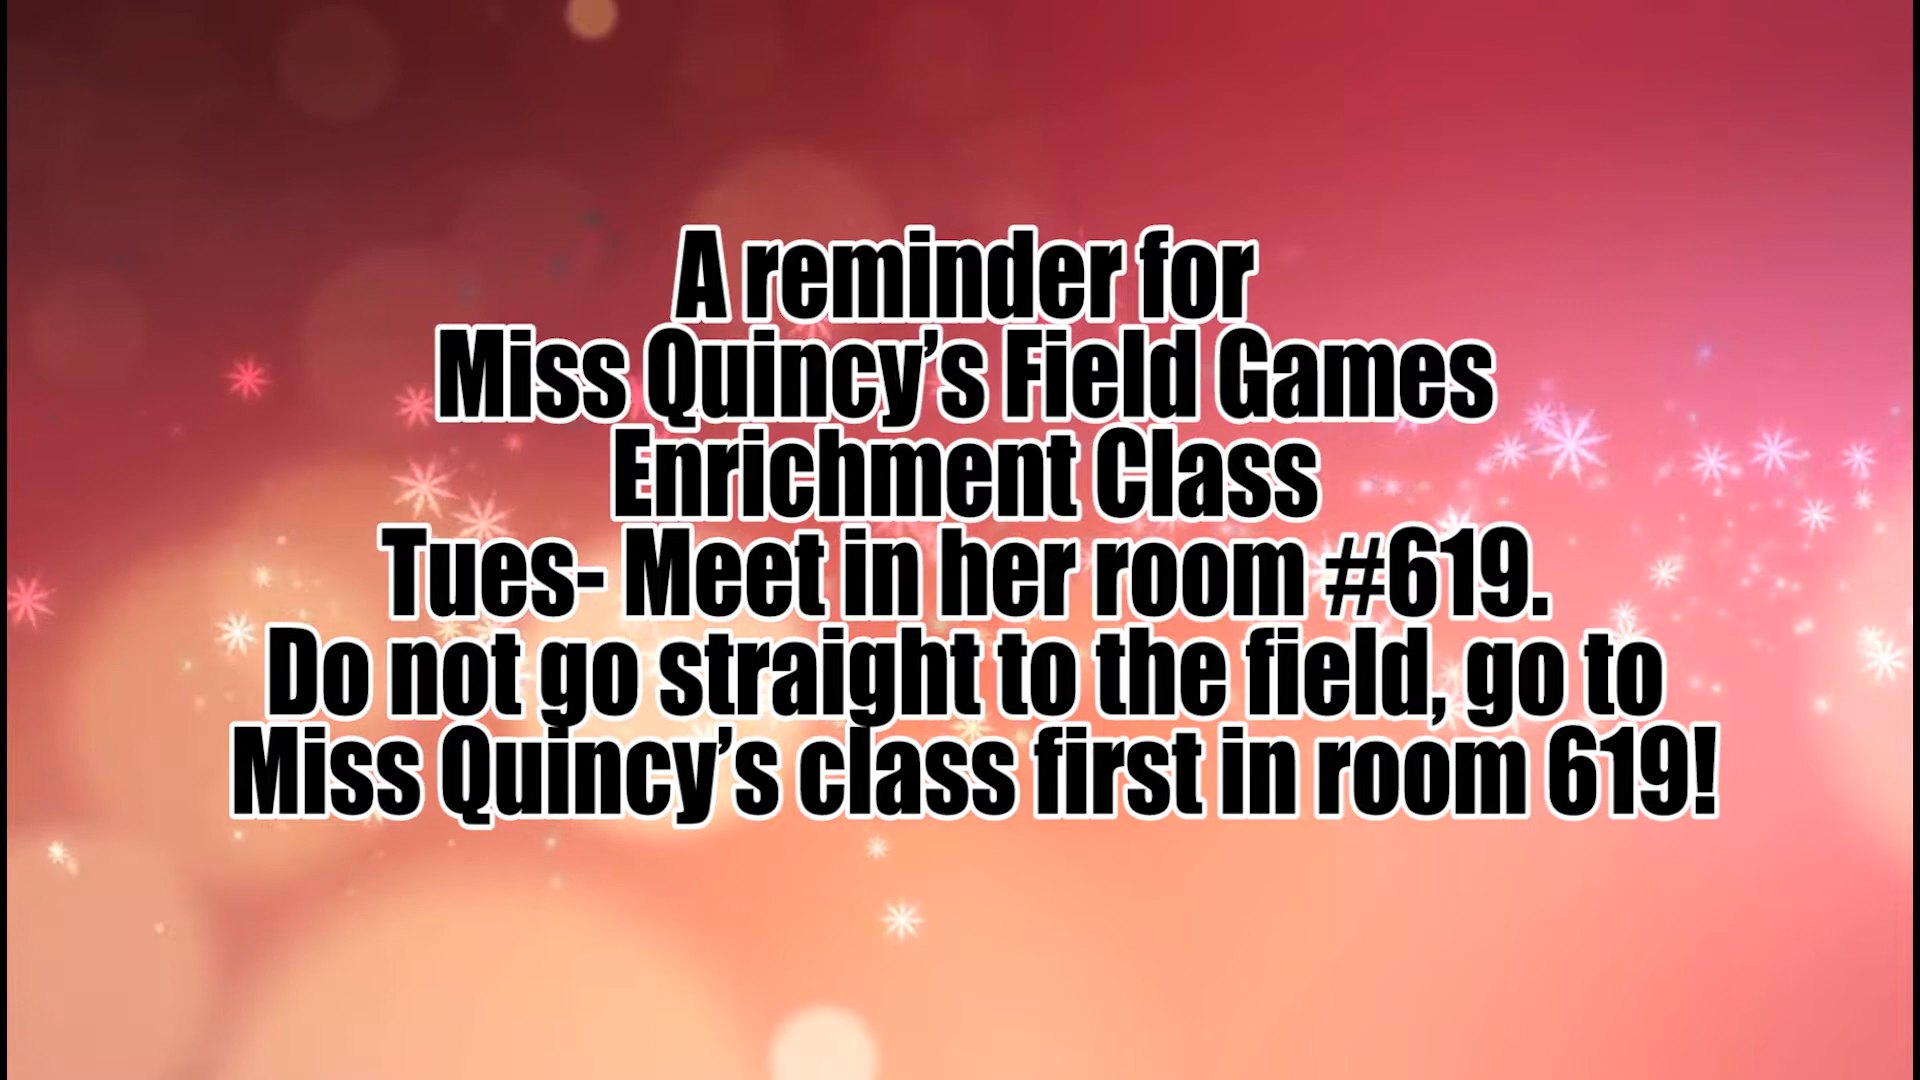 A reminder for
Miss Quincy’s Field Games
Enrichment Class
Tues- Meet in her room #619.
Do not go straight to the field, go to
Miss Quincy’s class first in room 619!